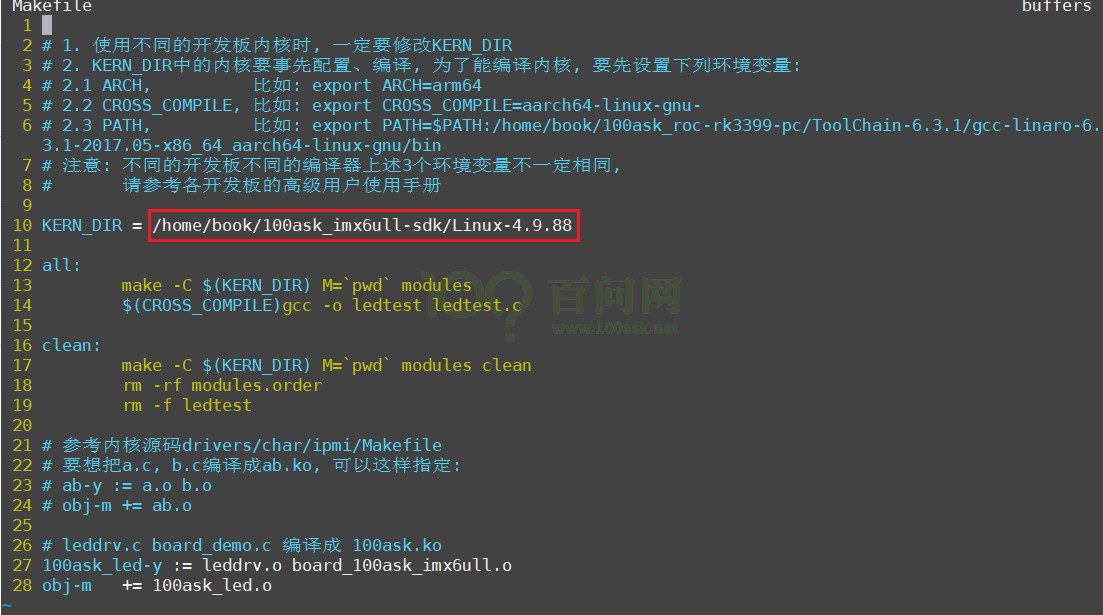 Makefile buffers
1
2 # 1. 使用不同的开发板内核时, 一定要修改KERN_DIR
3 # 2. KERN_DIR中的内核要事先配置、编译, 为了能编译内核, 要先设置下列环境变量:
4 # 2.1 ARCH, 比如: export ARCH=arm64
5 # 2.2 CROSS_COMPILE, 比如: export CROSS_COMPILE=aarch64-linux-gnu-
6 # 2.3 PATH, 比如: export PATH=$PATH:/home/book/100ask_roc-rk3399-pc/ToolChain-6.3.1/gcc-linaro-6.
3.1-2017.05-x86_64_aarch64-linux-gnu/bin
7 # 注意: 不同的开发板不同的编译器上述3个环境变量不一定相同,
8 # 请参考各开发板的高级用户使用手册
9
10 KERN_DIR = /home/book/100ask_imx6ull-sdk/Linux-4.9.88
11
12 all:
13 make -C $(KERN_DIR) M=`pwd` modules
14 $(CROSS_COMPILE)gcc -o ledtest ledtest.c
百问网
www.100ask.net
15
16 clean:
17 make -C $(KERN_DIR) M=`pwd` modules clean
18 rm -rf modules.order
19 rm -f ledtest
20
21 # 参考内核源码drivers/char/ipmi/Makefile
22 # 要想把a.c, b.c编译成ab.ko, 可以这样指定:
23 # ab-y := a.o b.o
24 # obj-m += ab.o
25
26 # leddrv.c board_demo.c 编译成 100ask.ko
27 100ask_led-y := leddrv.o board_100ask_imx6ull.o
28 obj-m += 100ask_led.o
~